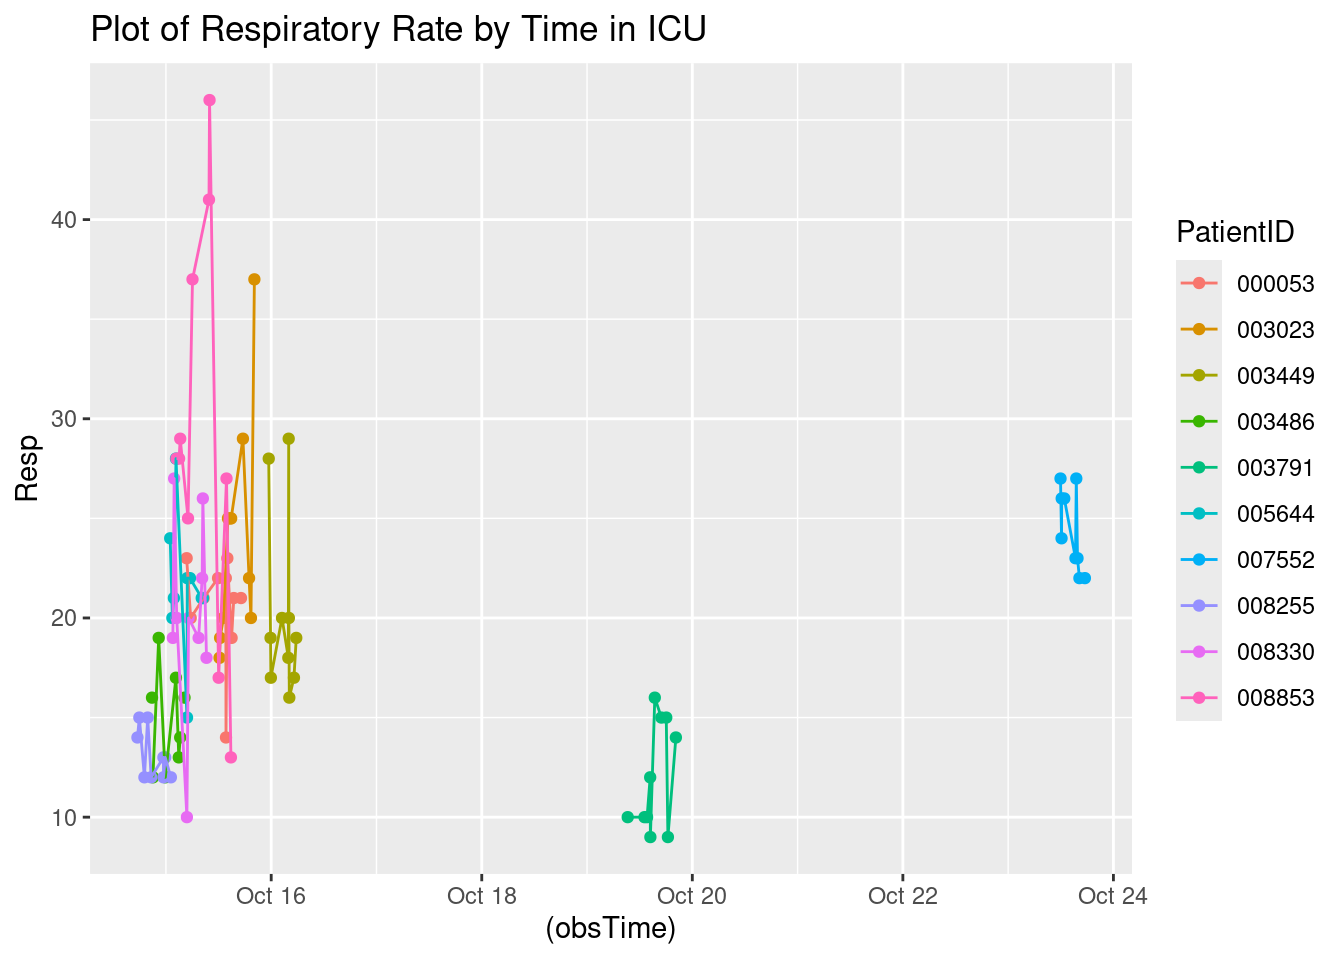 Plot of Respiratory Rate by Time in ICU
Resp
40
30
20
10
Oct 16
Oct 18
Oct 20
Oct 22
Oct 24
(obsTime)
PatientID
000053
003023
003449
003486
003791
005644
007552
008255
008330
008853